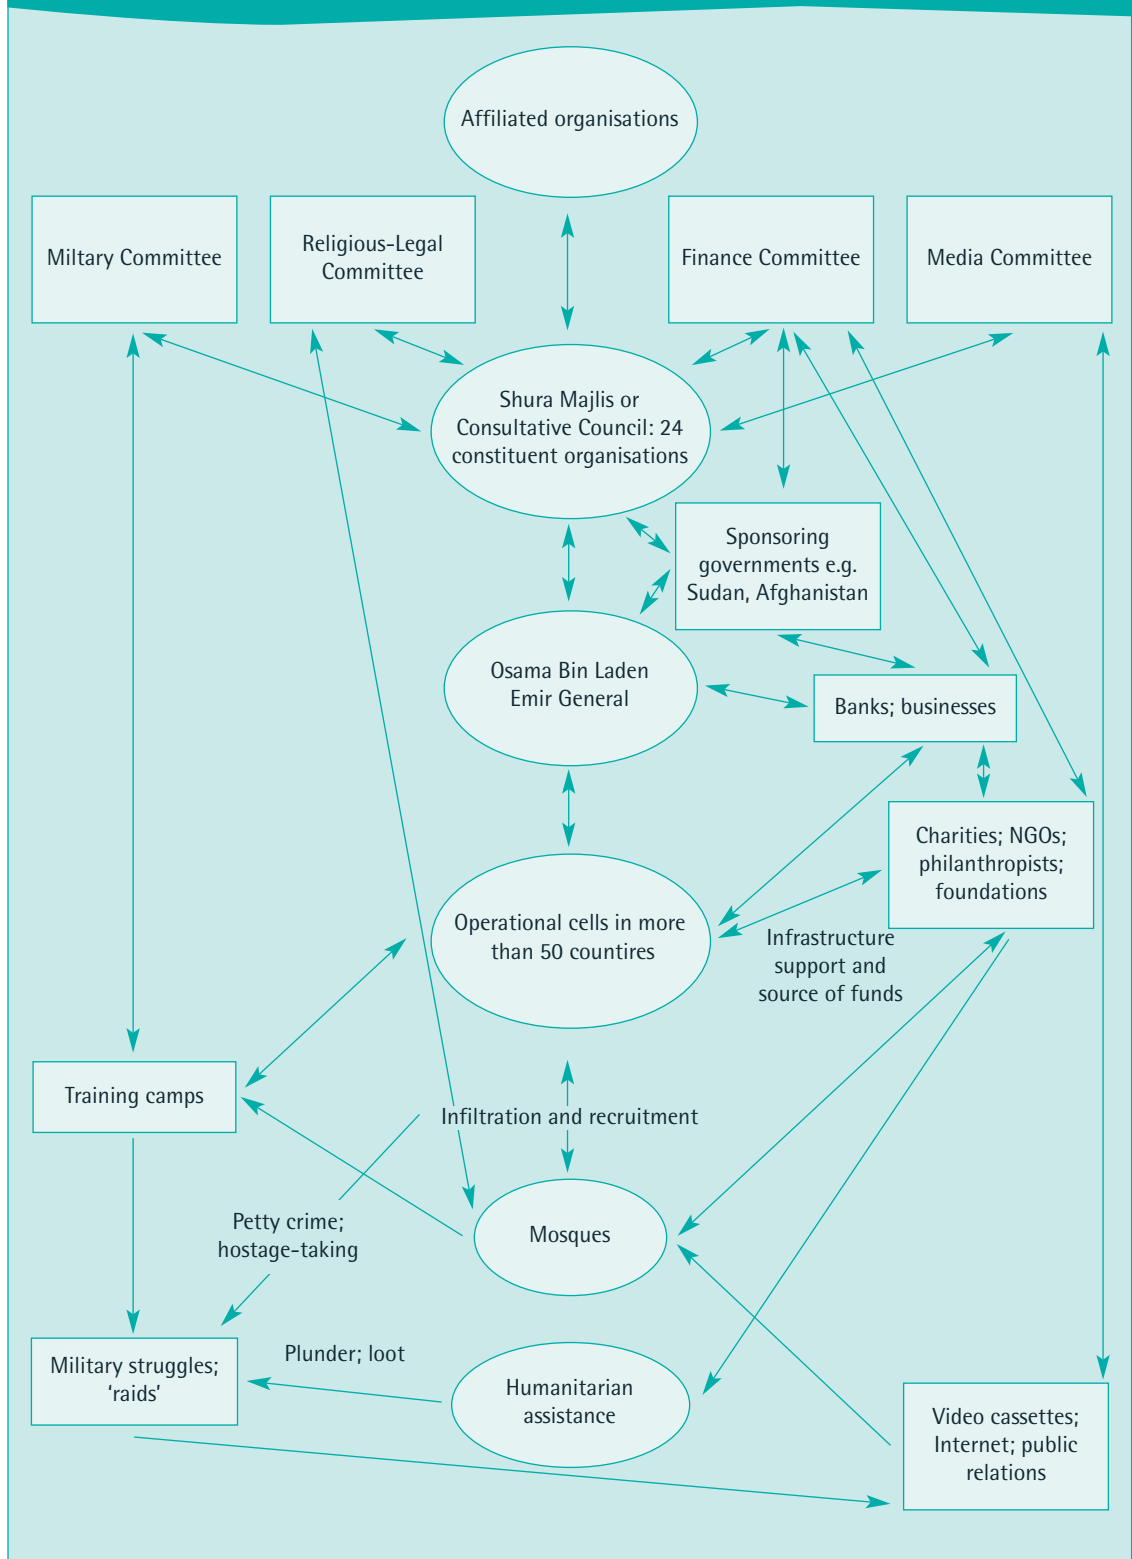 Affiliated organisations
Miltary Committee
Religious-Legal
Committee
Finance Committee
Media Committee
Shura Majlis or
Consultative Council: 24
constituent organisations
Sponsoring
governments e.g.
Sudan, Afghanistan
Osama Bin Laden
Emir General
Banks; businesses
Charities; NGOs;
philanthropists;
foundations
Operational cells in more
than 50 countires
Infrastructure
support and
source of funds
Training camps
Infiltration and recruitment
Petty crime;
hostage-taking
Mosques
Military struggles;
‘raids’
Plunder; loot
Humanitarian
assistance
Video cassettes;
Internet; public
relations